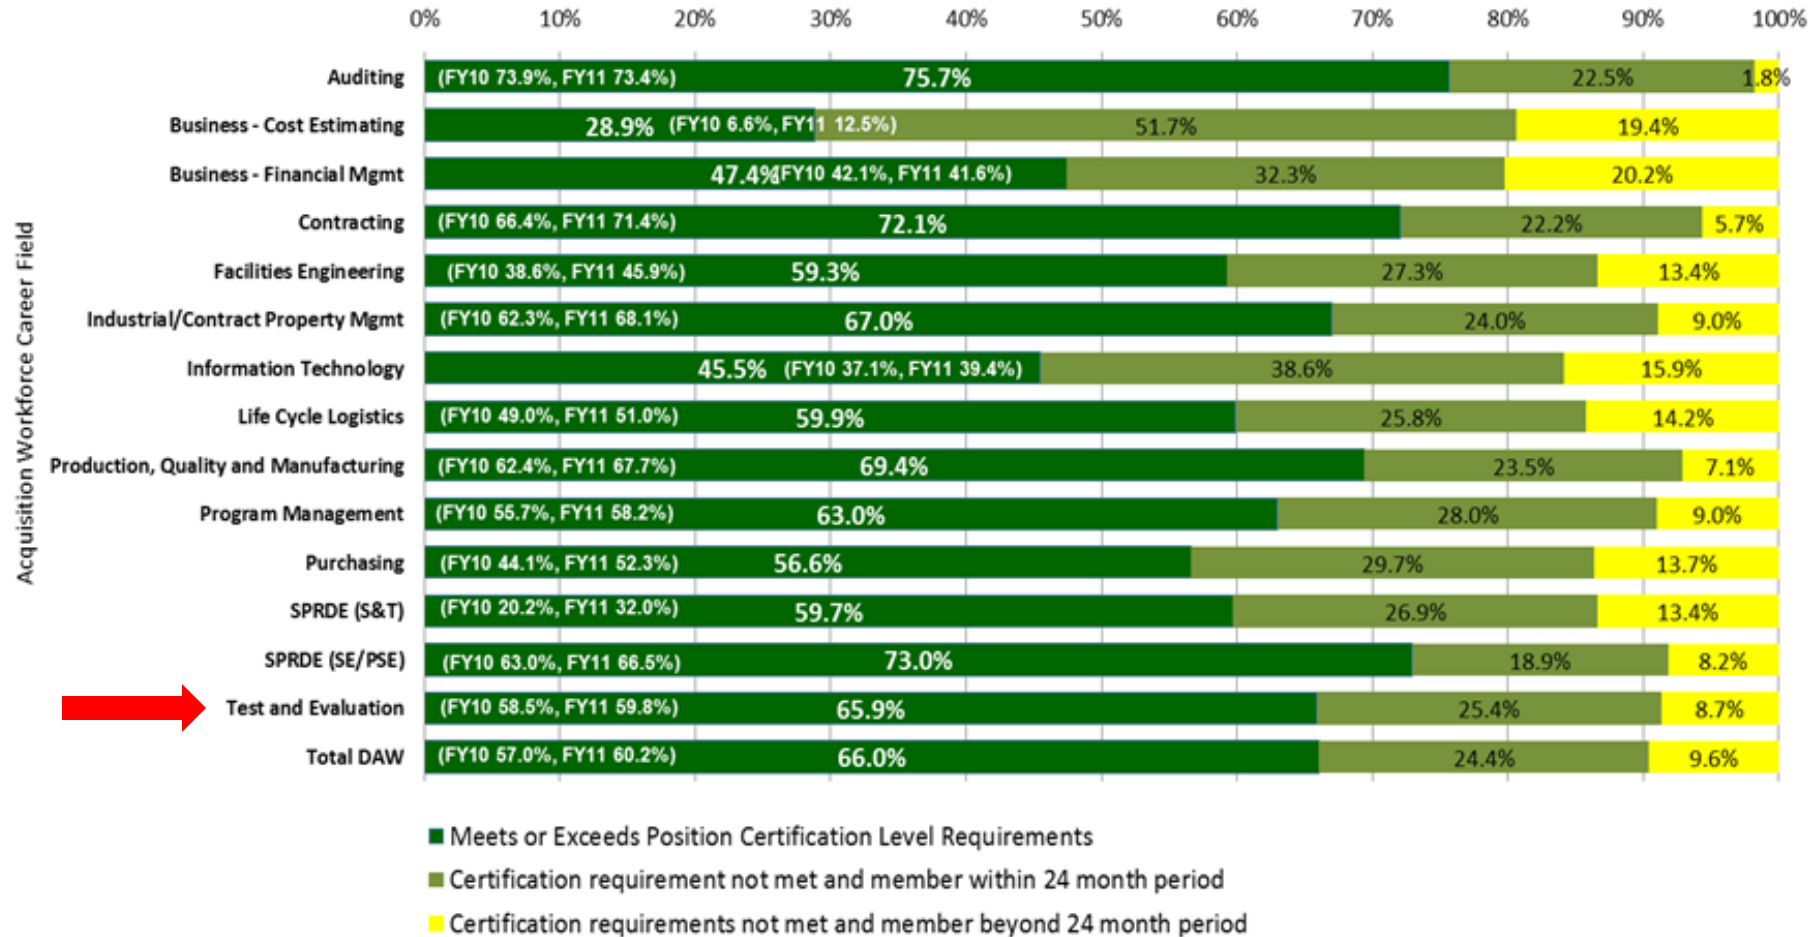 0% 10% 20% 30% 40% 50% 60% 70% 80% 90% 100%
Acquisition Workforce Career Field
Auditing (FY10 73.9%, FY11 73.4%) 75.7% 22.5% 1.8%
Business - Cost Estimating 28.9% (FY10 6.6%, FY11 12.5%) 51.7% 19.4%
Business - Financial Mgmt 47.4% (FY10 42.1%, FY11 41.6%) 32.3% 20.2%
Contracting (FY10 66.4%, FY11 71.4%) 72.1% 22.2% 5.7%
Facilities Engineering (FY10 38.6%, FY11 45.9%) 59.3% 27.3% 13.4%
Industrial/Contract Property Mgmt (FY10 62.3%, FY11 68.1%) 67.0% 24.0% 9.0%
Information Technology 45.5% (FY10 37.1%, FY11 39.4%) 38.6% 15.9%
Life Cycle Logistics (FY10 49.0%, FY11 51.0%) 59.9% 25.8% 14.2%
Production, Quality and Manufacturing (FY10 62.4%, FY11 67.7%) 69.4% 23.5% 7.1%
Program Management (FY10 55.7%, FY11 58.2%) 63.0% 28.0% 9.0%
Purchasing (FY10 44.1%, FY11 52.3%) 56.6% 29.7% 13.7%
SPRDE (S&T) (FY10 20.2%, FY11 32.0%) 59.7% 26.9% 13.4%
SPRDE (SE/PSE) (FY10 63.0%, FY11 66.5%) 73.0% 18.9% 8.2%
Test and Evaluation (FY10 58.5%, FY11 59.8%) 65.9% 25.4% 8.7%
Total DAW (FY10 57.0%, FY11 60.2%) 66.0% 24.4% 9.6%
Meets or Exceeds Position Certification Level Requirements
Certification requirement not met and member within 24 month period
Certification requirements not met and member beyond 24 month period